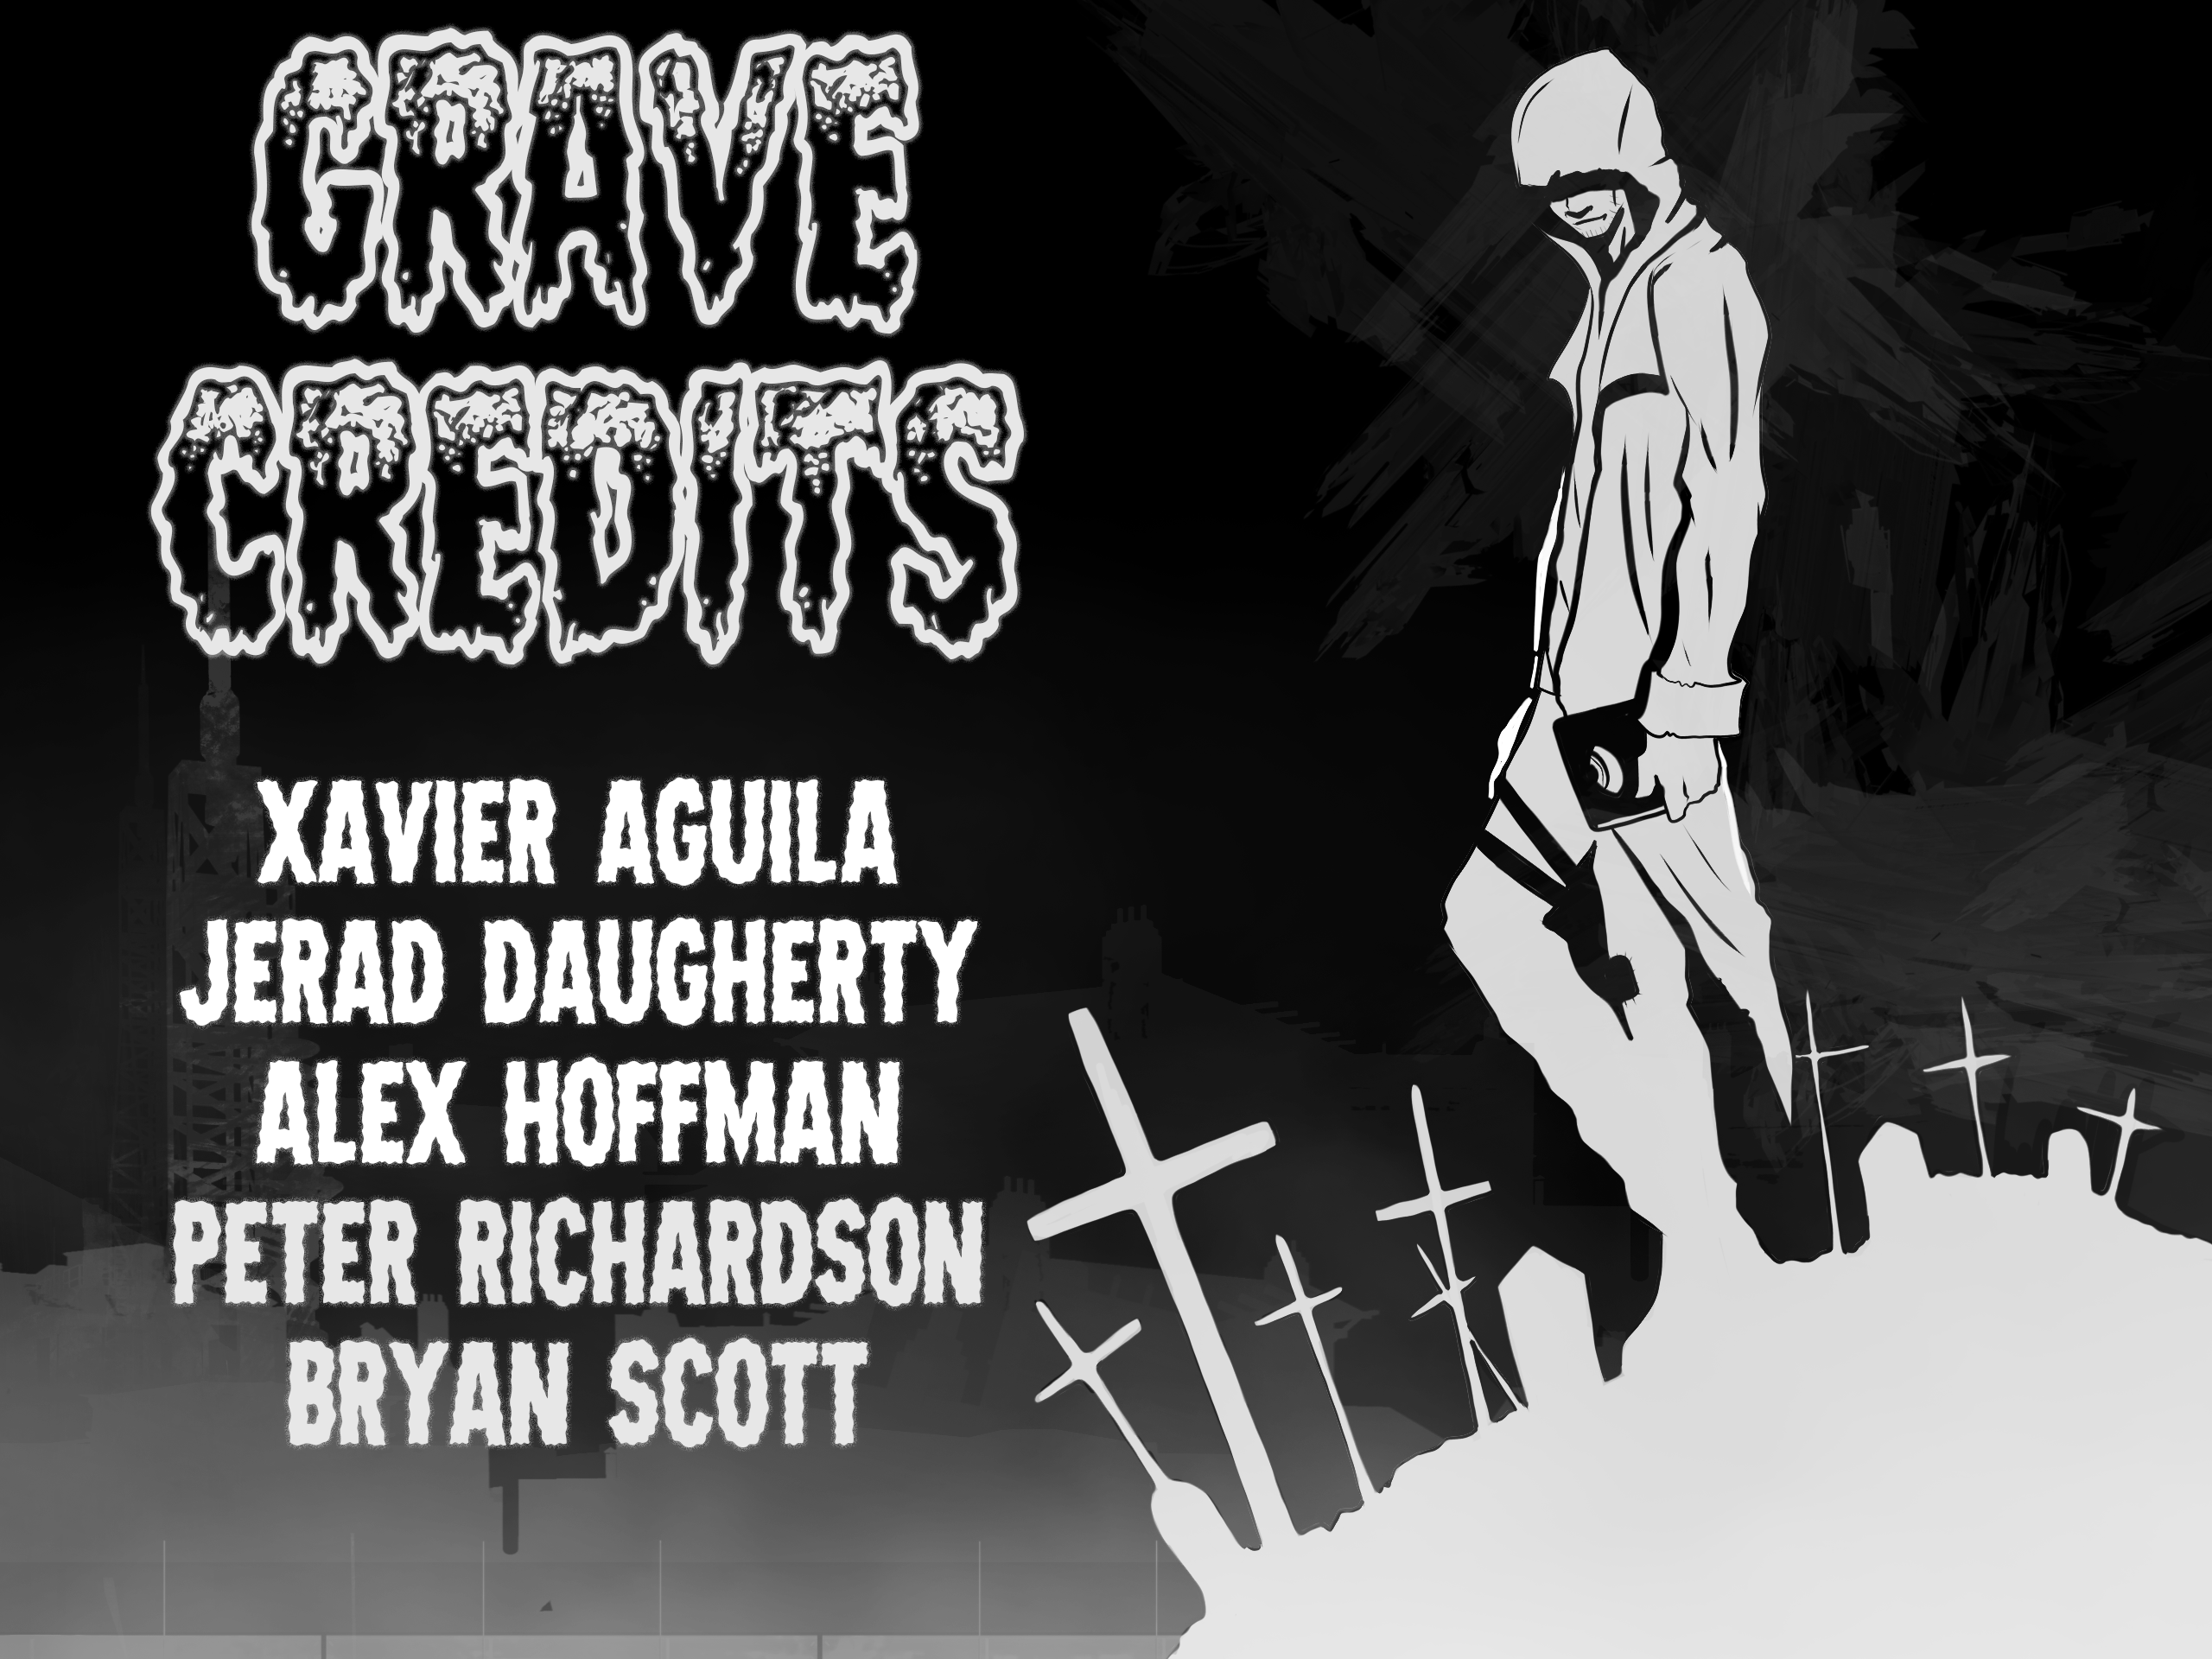 GRAVE
CREDITS
XAVIER AGUILA
JERAD DAUGHERTY
ALEX HOFFMAN
PETER RICHARDSON
BRYAN SCOTT